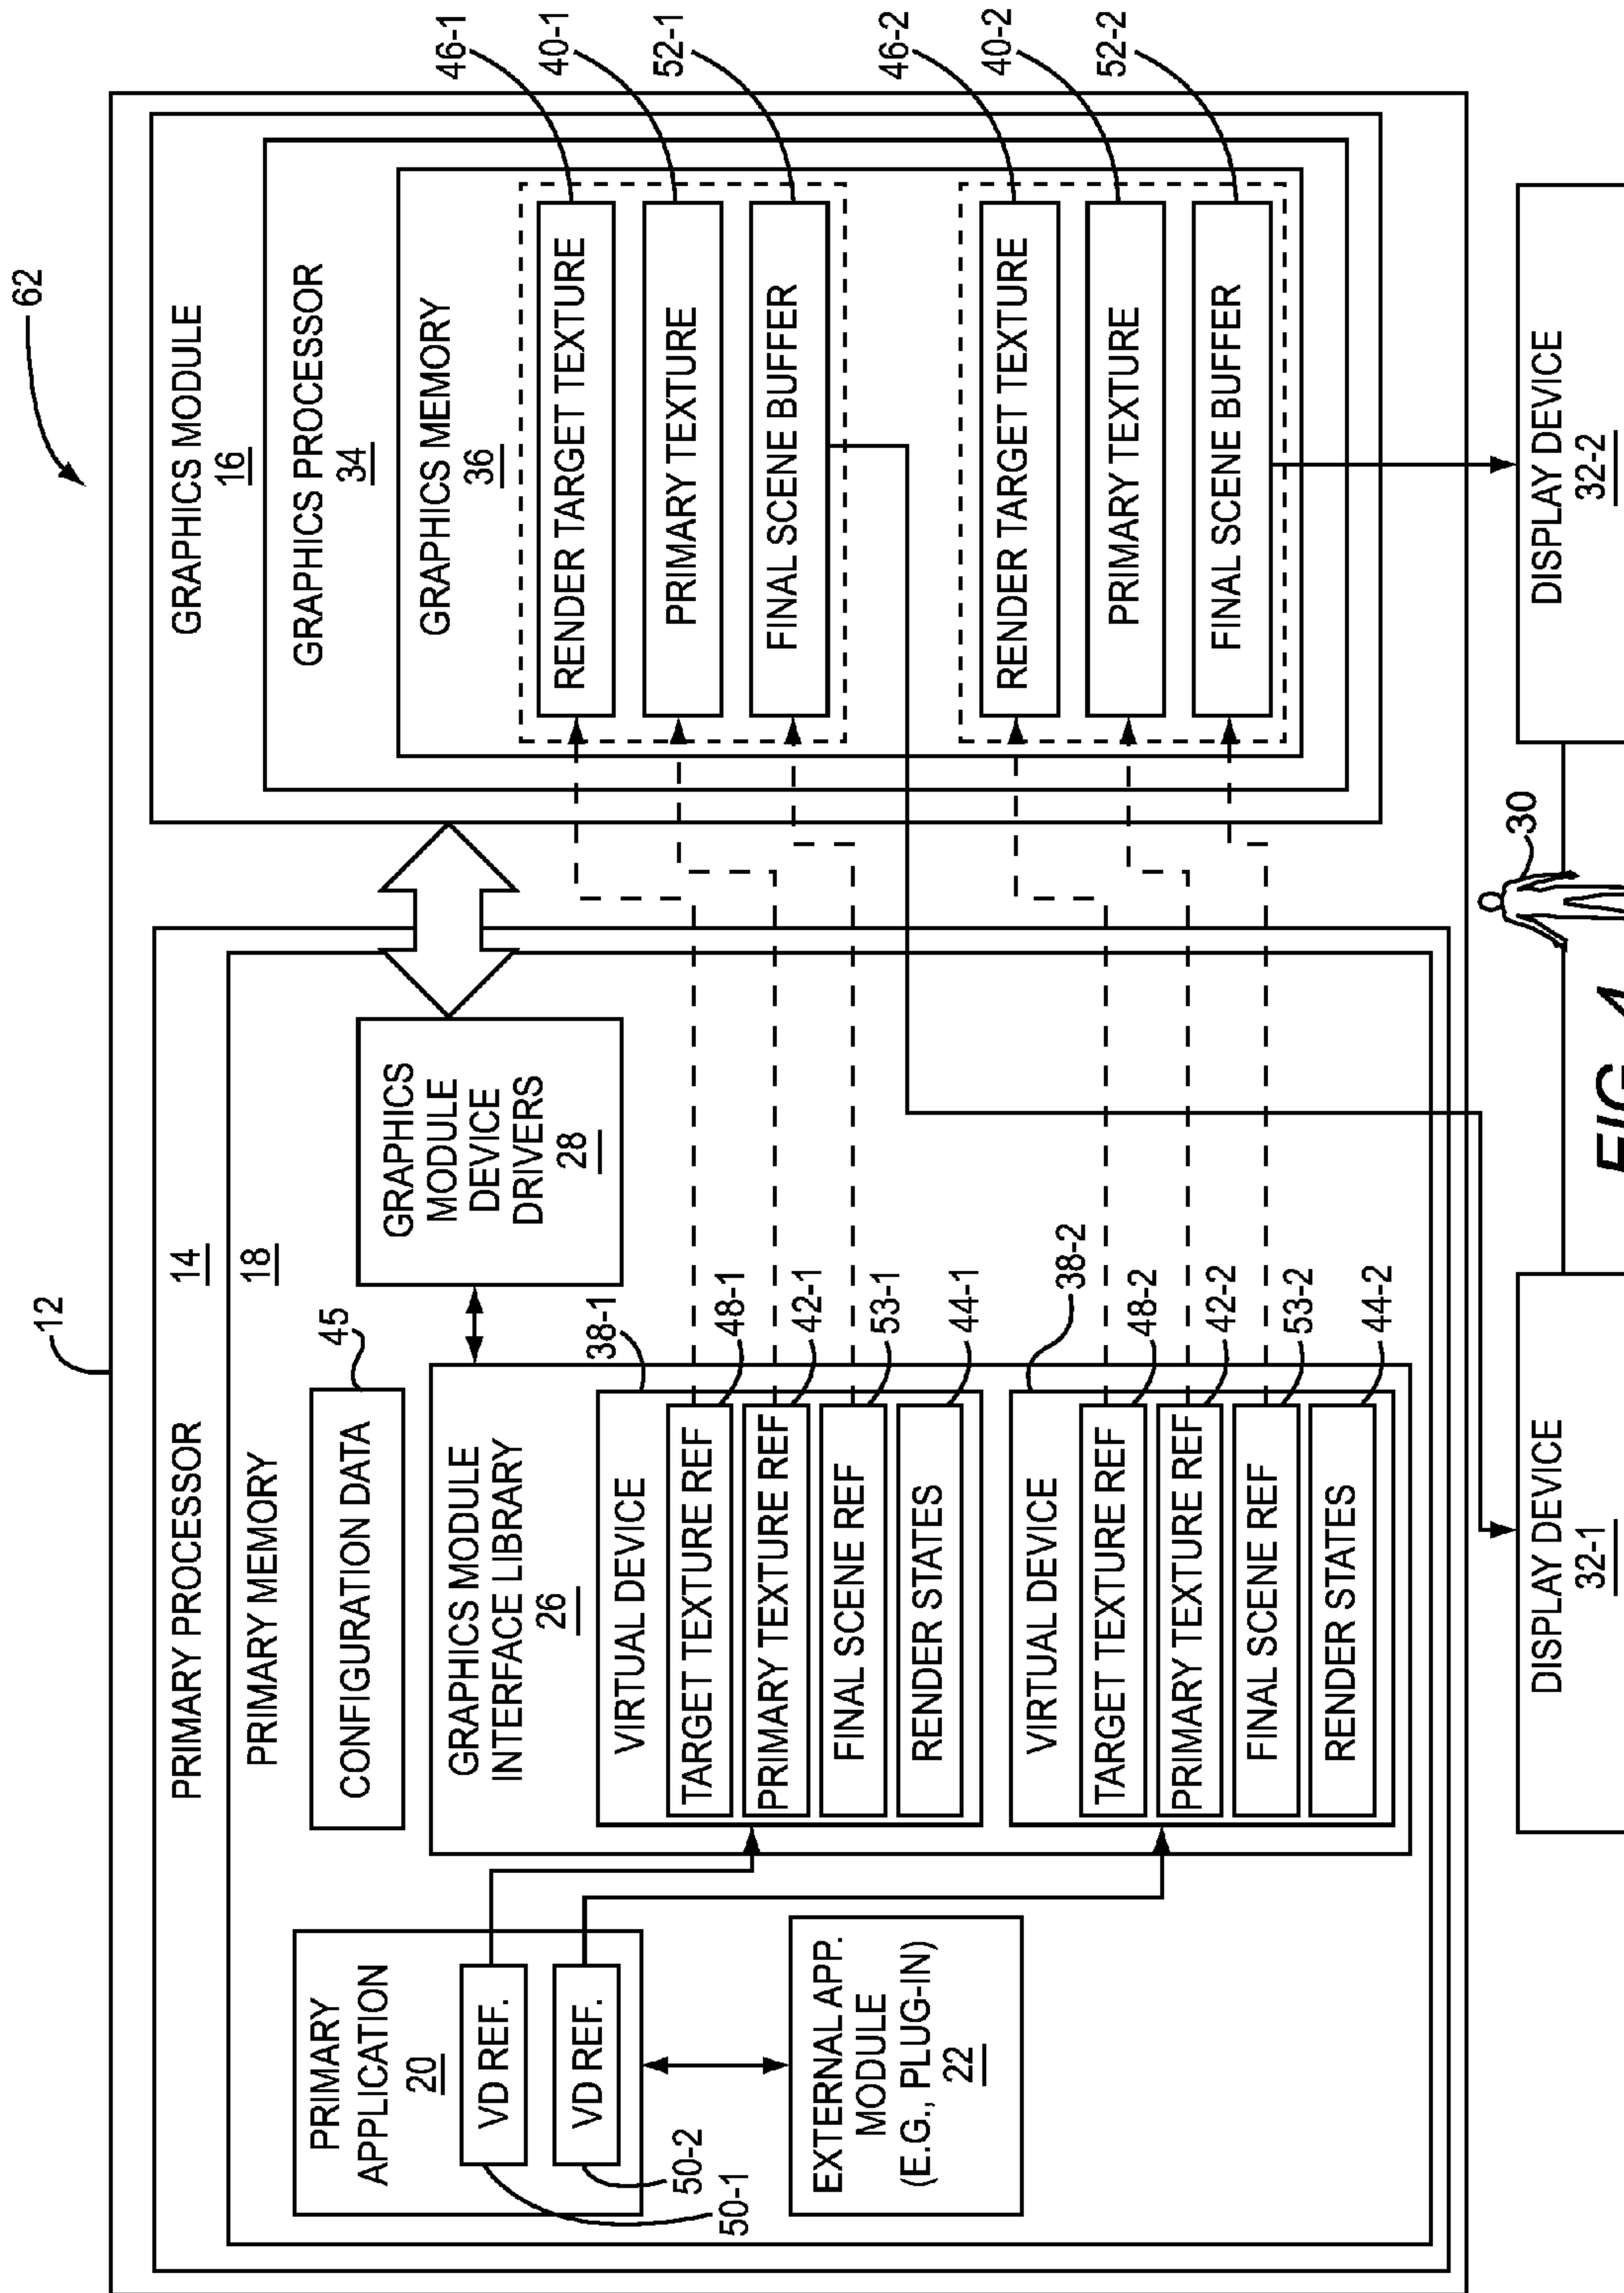 62
12
PRIMARY PROCESSOR
14
PRIMARY MEMORY
18
PRIMARY
APPLICATION
20
VD REF.
VD REF.
50-2
50-1
EXTERNAL APP.
MODULE
(E.G., PLUG-IN)
22
CONFIGURATION DATA
45
GRAPHICS MODULE
INTERFACE LIBRARY
26
VIRTUAL DEVICE
38-1
TARGET TEXTURE REF
48-1
PRIMARY TEXTURE REF
42-1
FINAL SCENE REF
53-1
RENDER STATES
44-1
VIRTUAL DEVICE
38-2
TARGET TEXTURE REF
48-2
PRIMARY TEXTURE REF
42-2
FINAL SCENE REF
53-2
RENDER STATES
44-2
GRAPHICS
MODULE
DEVICE
DRIVERS
28
GRAPHICS MODULE
16
GRAPHICS PROCESSOR
34
GRAPHICS MEMORY
36
RENDER TARGET TEXTURE
46-1
PRIMARY TEXTURE
40-1
FINAL SCENE BUFFER
52-1
RENDER TARGET TEXTURE
46-2
PRIMARY TEXTURE
40-2
FINAL SCENE BUFFER
52-2
DISPLAY DEVICE
32-1
30
DISPLAY DEVICE
32-2
FIG. 4